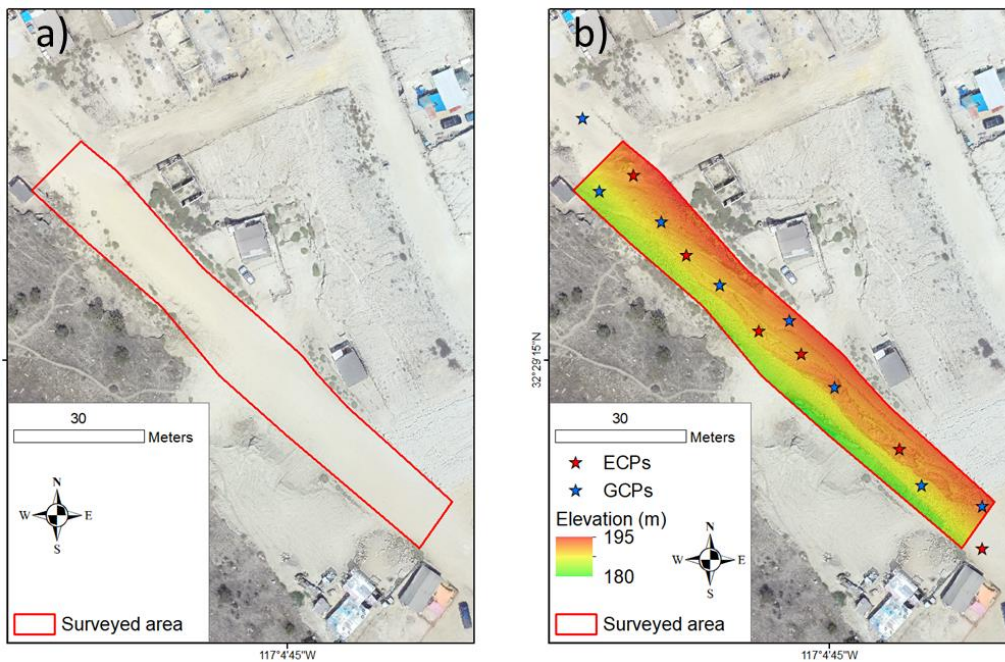 a)
30
Meters
N
W E
S
Surveyed area
117°4'45"W
b)
32°29'15"N
30
Meters
ECPs
GCPs
Elevation (m)
195
180
N
W E
S
Surveyed area
117°4'45"W